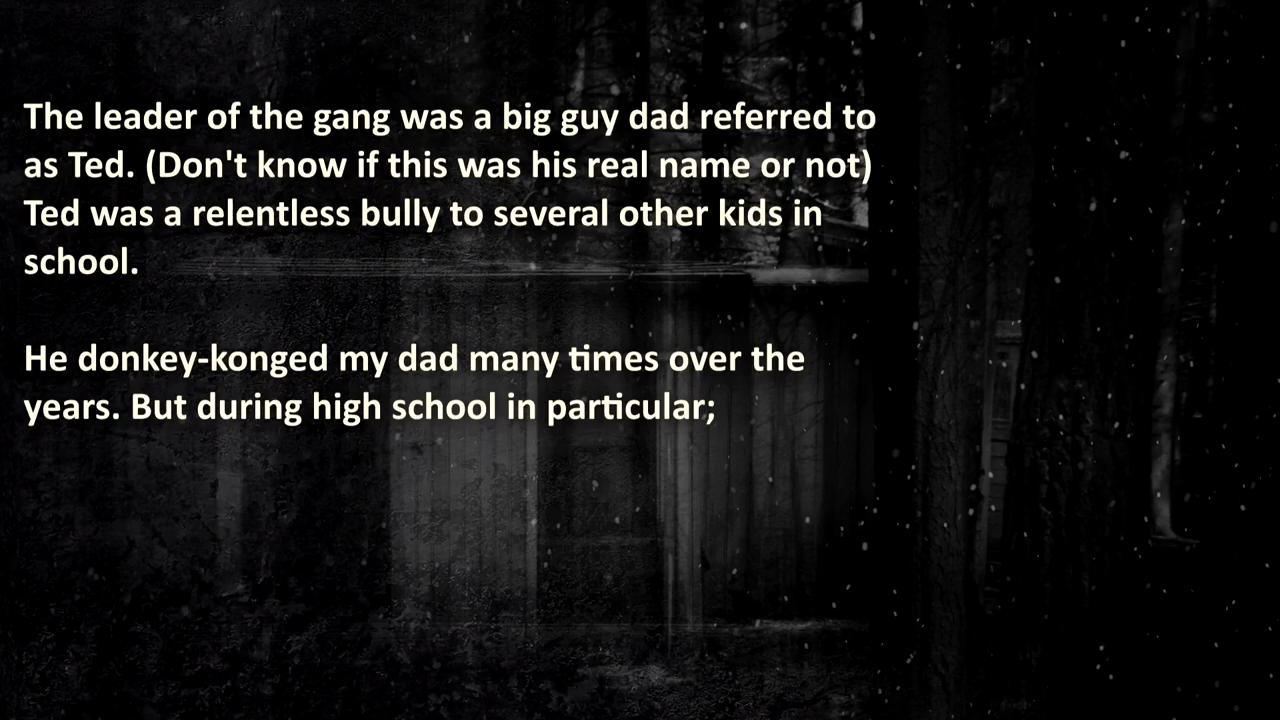 The leader of the gang was a big guy dad referred to
as Ted. (Don't know if this was his real name or not)
Ted was a relentless bully to several other kids in
school.
He donkey-konged my dad many times over the
years. But during high school in particular;